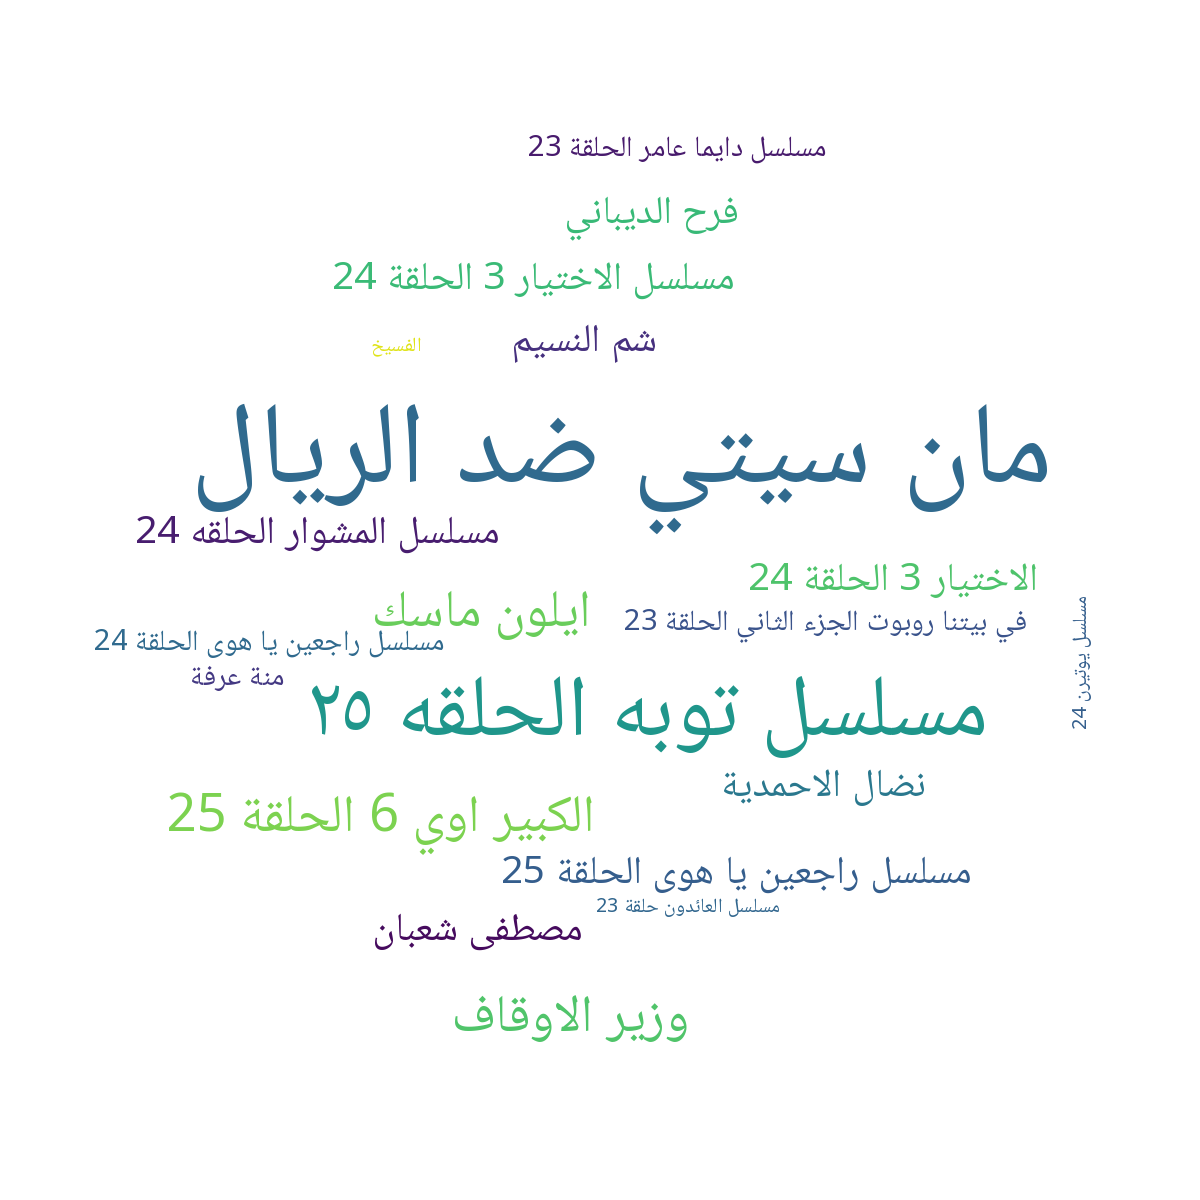 مسلسل دايما عامر الحلقة 23
فرح الديباني
مسلسل الاختيار 3 الحلقة 24
شم النسيم
الفسيخ
مان سيتي ضد الريال
مسلسل المشوار الحلقه 24
الاختيار 3 الحلقة 24
ايلون ماسك
في بيتنا روبوت الجزء الثاني الحلقة 23
مسلسل راجعين يا هوى الحلقة 24
مسلسل يوتيرن 24
منة عرفة
مسلسل توبه الحلقه ٢٥
نضال الاحمدية
الكبير اوي 6 الحلقة 25
مسلسل راجعين يا هوى الحلقة 25
مسلسل العائدون حلقة 23
مصطفى شعبان
وزير الاوقاف